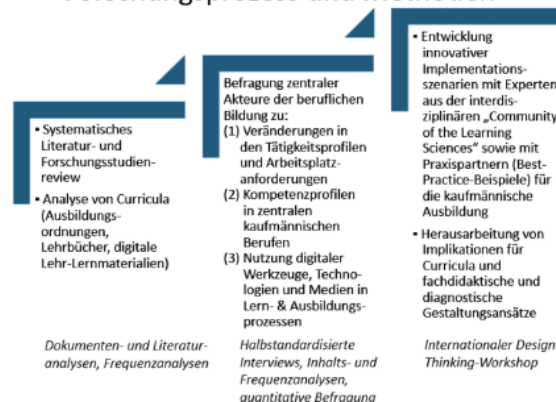 ▪ Systematisches
Literatur- und
Forschungsstudien-
review
▪ Analyse von Curricula
(Ausbildungs-
ordnungen,
Lehrbücher, digitale
Lehr-Lernmaterialien)
Dokumenten- und Literatur-
analysen, Frequenzanalysen
Befragung zentraler
Akteure der beruflichen
Bildung zu:
(1) Veränderungen in
den Tätigkeitsprofilen
und Arbeitsplatz-
anforderungen
(2) Kompetenzprofilen
in zentralen
kaufmännischen
Berufen
(3) Nutzung digitaler
Werkzeuge, Techno-
logien und Medien in
Lern- & Ausbildungs-
prozessen
Halbstandardisierte
Interviews, Inhalts- und
Frequenzanalysen,
quantitative Befragung
▪ Entwicklung
innovativer
Implementations-
szenarien mit Experten
aus der interdis-
ziplinären „Community
of the Learning
Sciences" sowie mit
Praxispartnern (Best-
Practice-Beispiele) für
die kaufmännische
Ausbildung
▪ Herausarbeitung von
Implikationen für
Curricula und
fachdidaktische und
diagnostische
Gestaltungsansätze
Internationaler Design
Thinking-Workshop